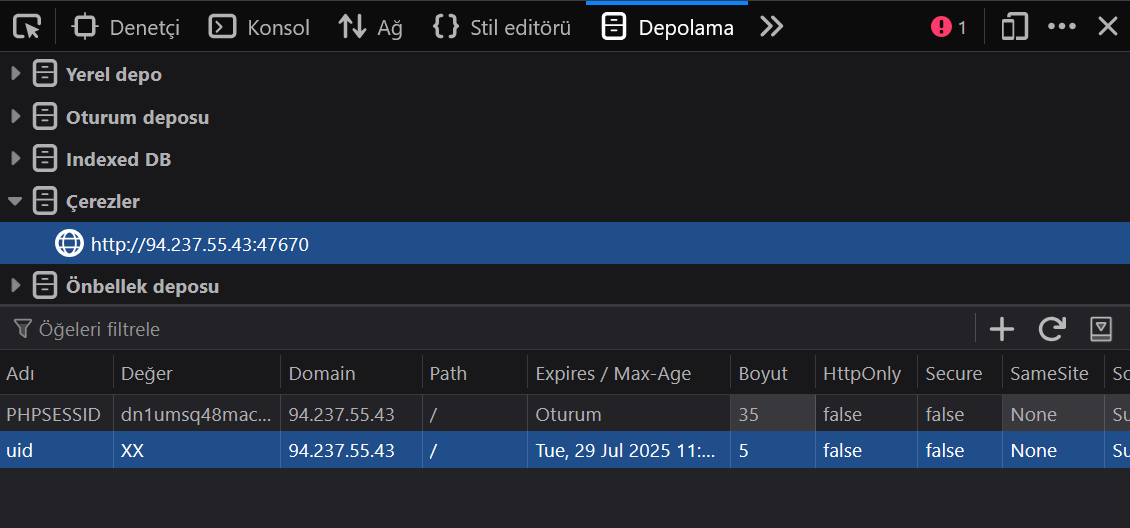 Denetçi Konsol Ağ Stil editörü Depolama 1
Yerel depo
Oturum deposu
Indexed DB
Çerezler
http://94.237.55.43:47670
Önbellek deposu
Öğeleri filtrele
Adı Değer Domain Path Expires / Max-Age Boyut HttpOnly Secure SameSite
PHPSESSID dn1umsq48mac... 94.237.55.43 / Oturum 35 false false None
uid XX 94.237.55.43 / Tue, 29 Jul 2025 11:... 5 false false None